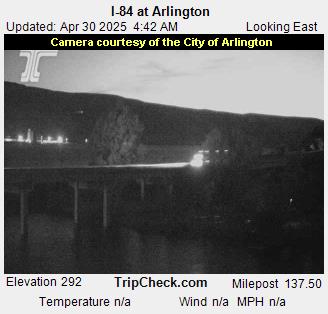 I-84 at Arlington
Updated: Apr 30 2025 4:42 AM Looking East
Camera courtesy of the City of Arlington
Elevation 292 TripCheck.com Milepost 137.50
Temperature n/a Wind n/a MPH n/a